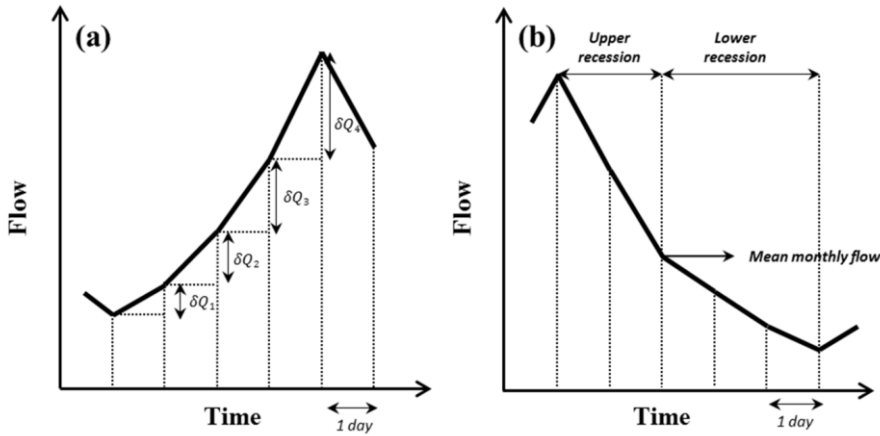 (a)
δQ₄
δQ₃
δQ₂
δQ₁
Flow
Time
1 day
(b)
Upper
recession
Lower
recession
Mean monthly flow
Flow
Time
1 day